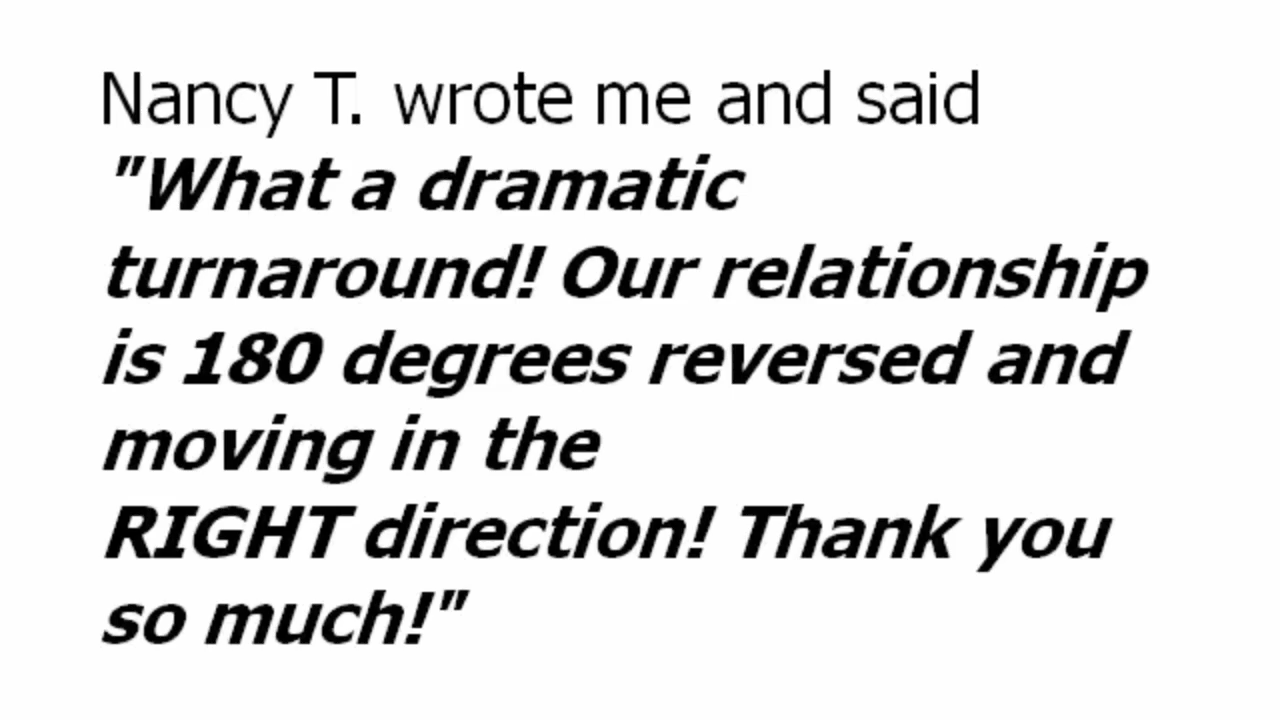 Nancy T. wrote me and said
"What a dramatic
turnaround! Our relationship
is 180 degrees reversed and
moving in the
RIGHT direction! Thank you
so much!"